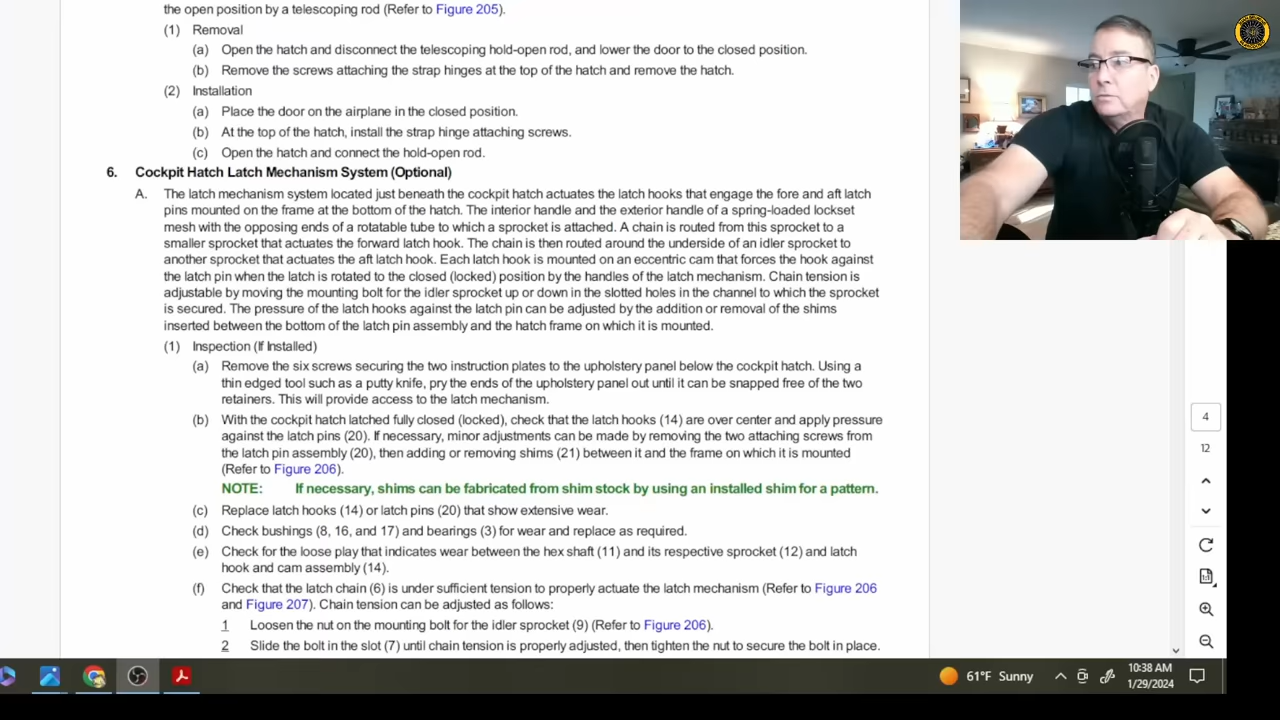 the open position by a telescoping rod (Refer to Figure 205).
(1) Removal
(a) Open the hatch and disconnect the telescoping hold-open rod, and lower the door to the closed position.
(b) Remove the screws attaching the strap hinges at the top of the hatch and remove the hatch.
(2) Installation
(a) Place the door on the airplane in the closed position.
(b) At the top of the hatch, install the strap hinge attaching screws.
(c) Open the hatch and connect the hold-open rod.
6. Cockpit Hatch Latch Mechanism System (Optional)
A. The latch mechanism system located just beneath the cockpit hatch actuates the latch hooks that engage the fore and aft latch
pins mounted on the frame at the bottom of the hatch. The interior handle and the exterior handle of a spring-loaded lockset
mesh with the opposing ends of a rotatable tube to which a sprocket is attached. A chain is routed from this sprocket to a
smaller sprocket that actuates the forward latch hook. The chain is then routed around the underside of an idler sprocket to
another sprocket that actuates the aft latch hook. Each latch hook is mounted on an eccentric cam that forces the hook against
the latch pin when the latch is rotated to the closed (locked) position by the handles of the latch mechanism. Chain tension is
adjustable by moving the mounting bolt for the idler sprocket up or down in the slotted holes in the channel to which the sprocket
is secured. The pressure of the latch hooks against the latch pin can be adjusted by the addition or removal of the shims
inserted between the bottom of the latch pin assembly and the hatch frame on which it is mounted.
(1) Inspection (If Installed)
(a) Remove the six screws securing the two instruction plates to the upholstery panel below the cockpit hatch. Using a
thin edged tool such as a putty knife, pry the ends of the upholstery panel out until it can be snapped free of the two
retainers. This will provide access to the latch mechanism.
(b) With the cockpit hatch latched fully closed (locked), check that the latch hooks (14) are over center and apply pressure
against the latch pins (20). If necessary, minor adjustments can be made by removing the two attaching screws from
the latch pin assembly (20), then adding or removing shims (21) between it and the frame on which it is mounted
(Refer to Figure 206).
NOTE: If necessary, shims can be fabricated from shim stock by using an installed shim for a pattern.
(c) Replace latch hooks (14) or latch pins (20) that show extensive wear.
(d) Check bushings (8, 16, and 17) and bearings (3) for wear and replace as required.
(e) Check for the loose play that indicates wear between the hex shaft (11) and its respective sprocket (12) and latch
hook and cam assembly (14).
(f) Check that the latch chain (6) is under sufficient tension to properly actuate the latch mechanism (Refer to Figure 206
and Figure 207). Chain tension can be adjusted as follows:
1 Loosen the nut on the mounting bolt for the idler sprocket (9) (Refer to Figure 206).
2 Slide the bolt in the slot (7) until chain tension is properly adjusted, then tighten the nut to secure the bolt in place.
4
12
61°F Sunny
10:38 AM
1/29/2024